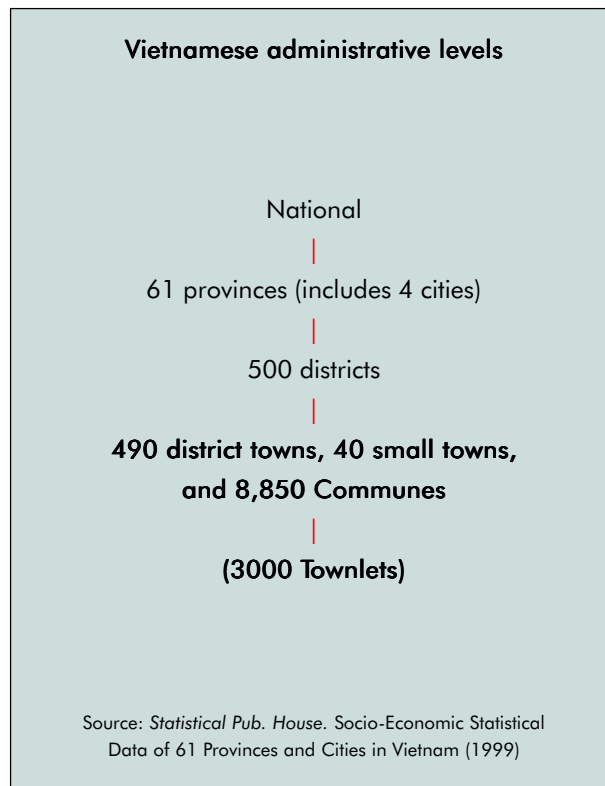 Vietnamese administrative levels
National
61 provinces (includes 4 cities)
500 districts
490 district towns, 40 small towns,
and 8,850 Communes
(3000 Townlets)
Source: Statistical Pub. House. Socio-Economic Statistical
Data of 61 Provinces and Cities in Vietnam (1999)